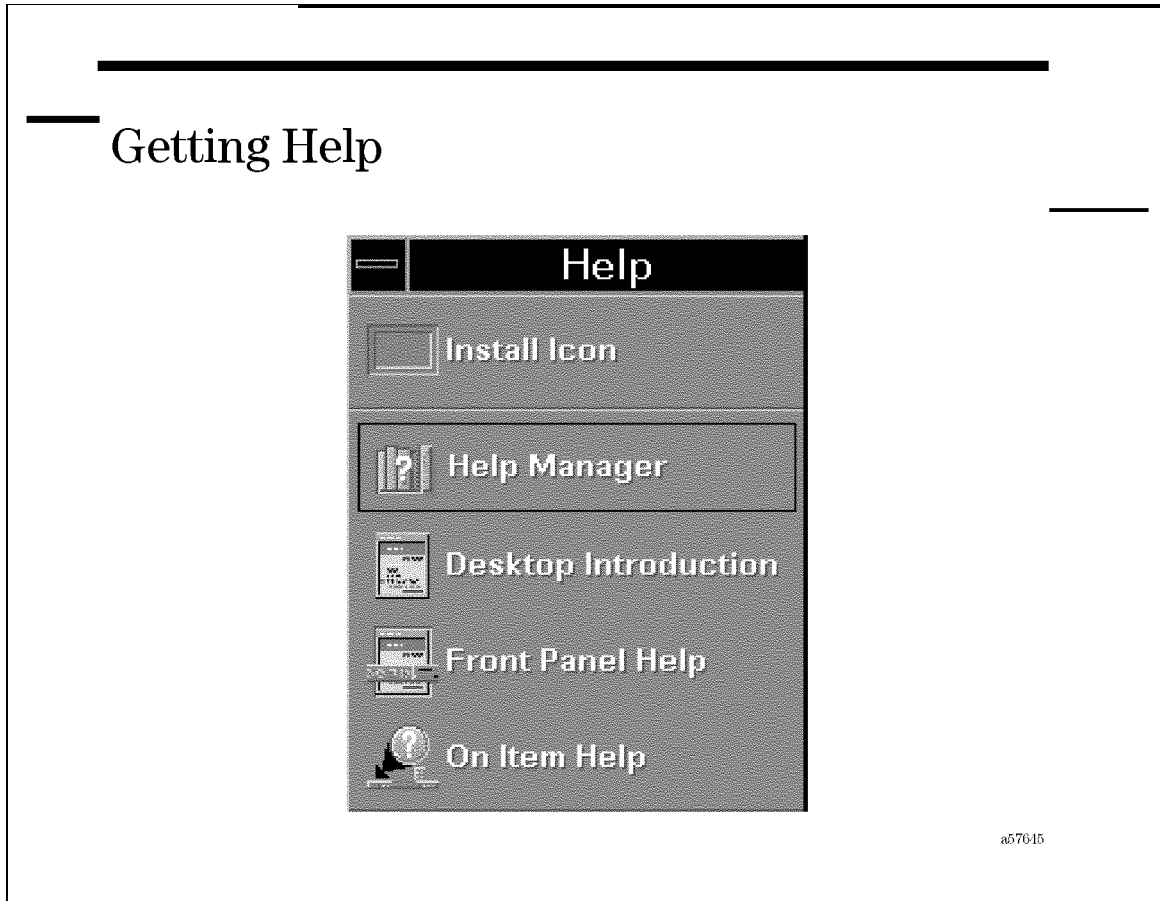 Getting Help
Help
Install Icon
Help Manager
Desktop Introduction
Front Panel Help
On Item Help
a57645